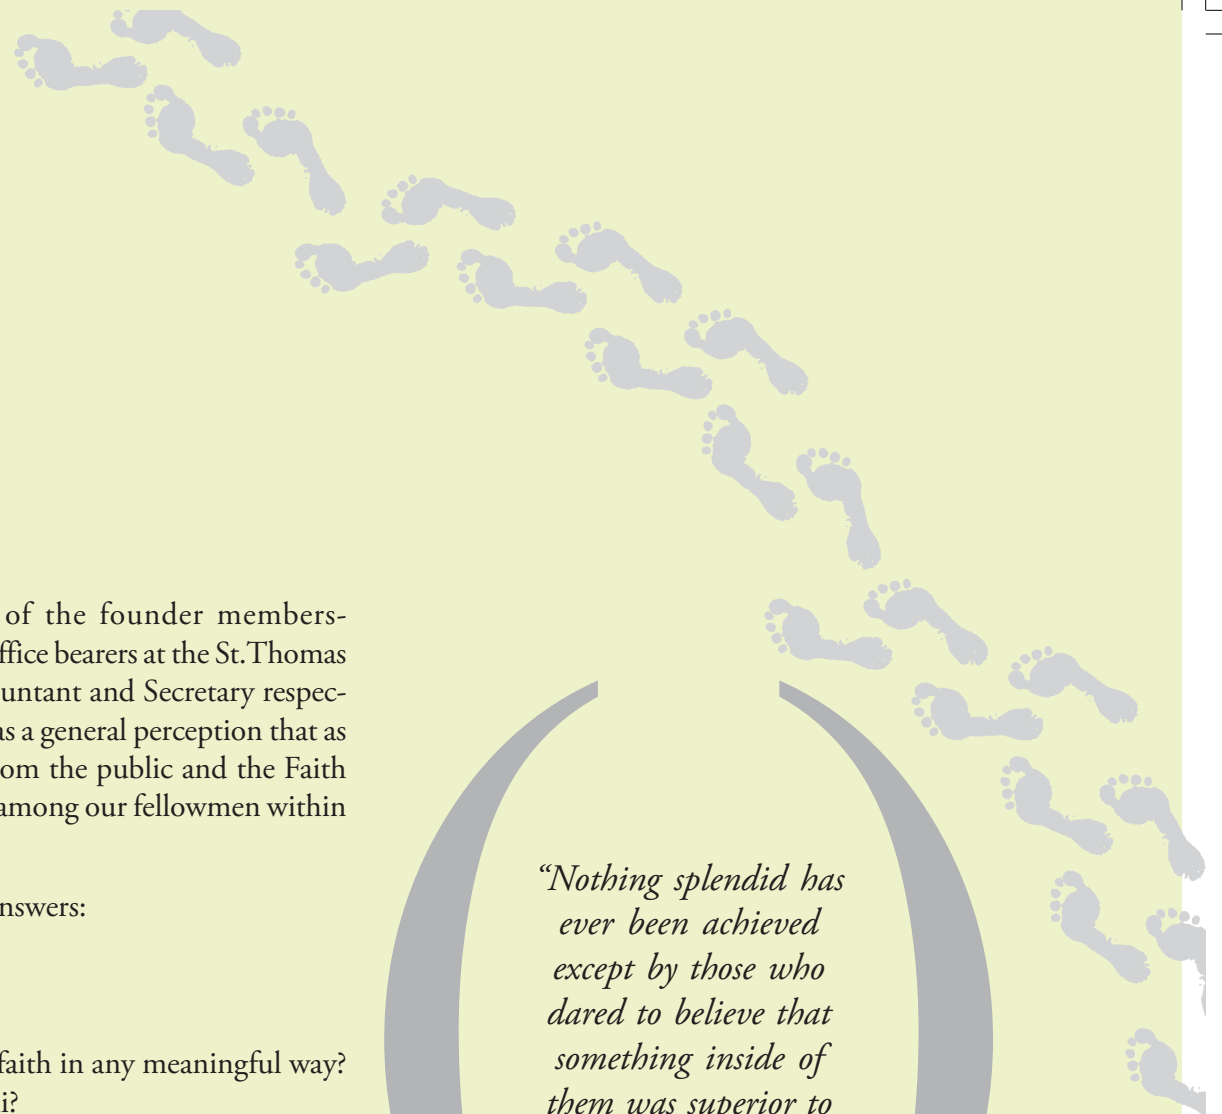 of the founder members-
ffice bearers at the St.Thomas
untant and Secretary respec-
as a general perception that as
om the public and the Faith
among our fellowmen within
nswers:
faith in any meaningful way?
i?
“Nothing splendid has
ever been achieved
except by those who
dared to believe that
something inside of
them was superior to